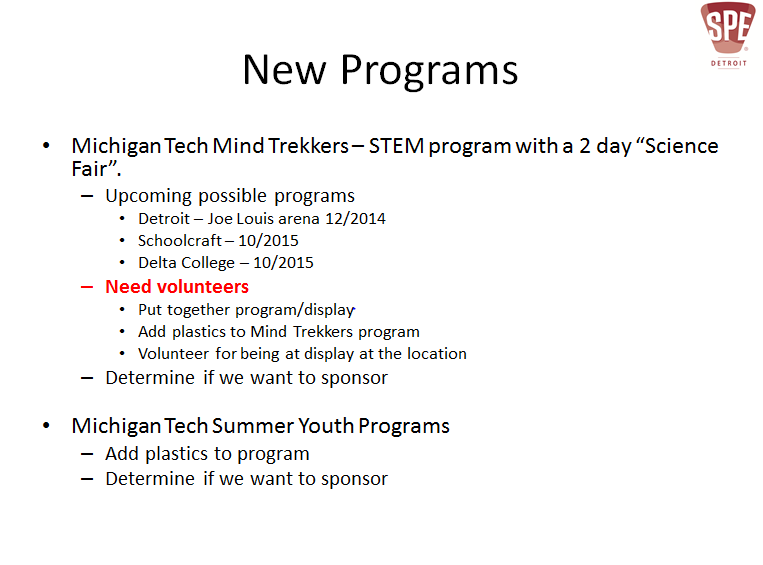 SPE
DETROIT
New Programs
• Michigan Tech Mind Trekkers – STEM program with a 2 day “Science
Fair”.
– Upcoming possible programs
• Detroit – Joe Louis arena 12/2014
• Schoolcraft – 10/2015
• Delta College – 10/2015
– Need volunteers
• Put together program/display
• Add plastics to Mind Trekkers program
• Volunteer for being at display at the location
– Determine if we want to sponsor
• Michigan Tech Summer Youth Programs
– Add plastics to program
– Determine if we want to sponsor